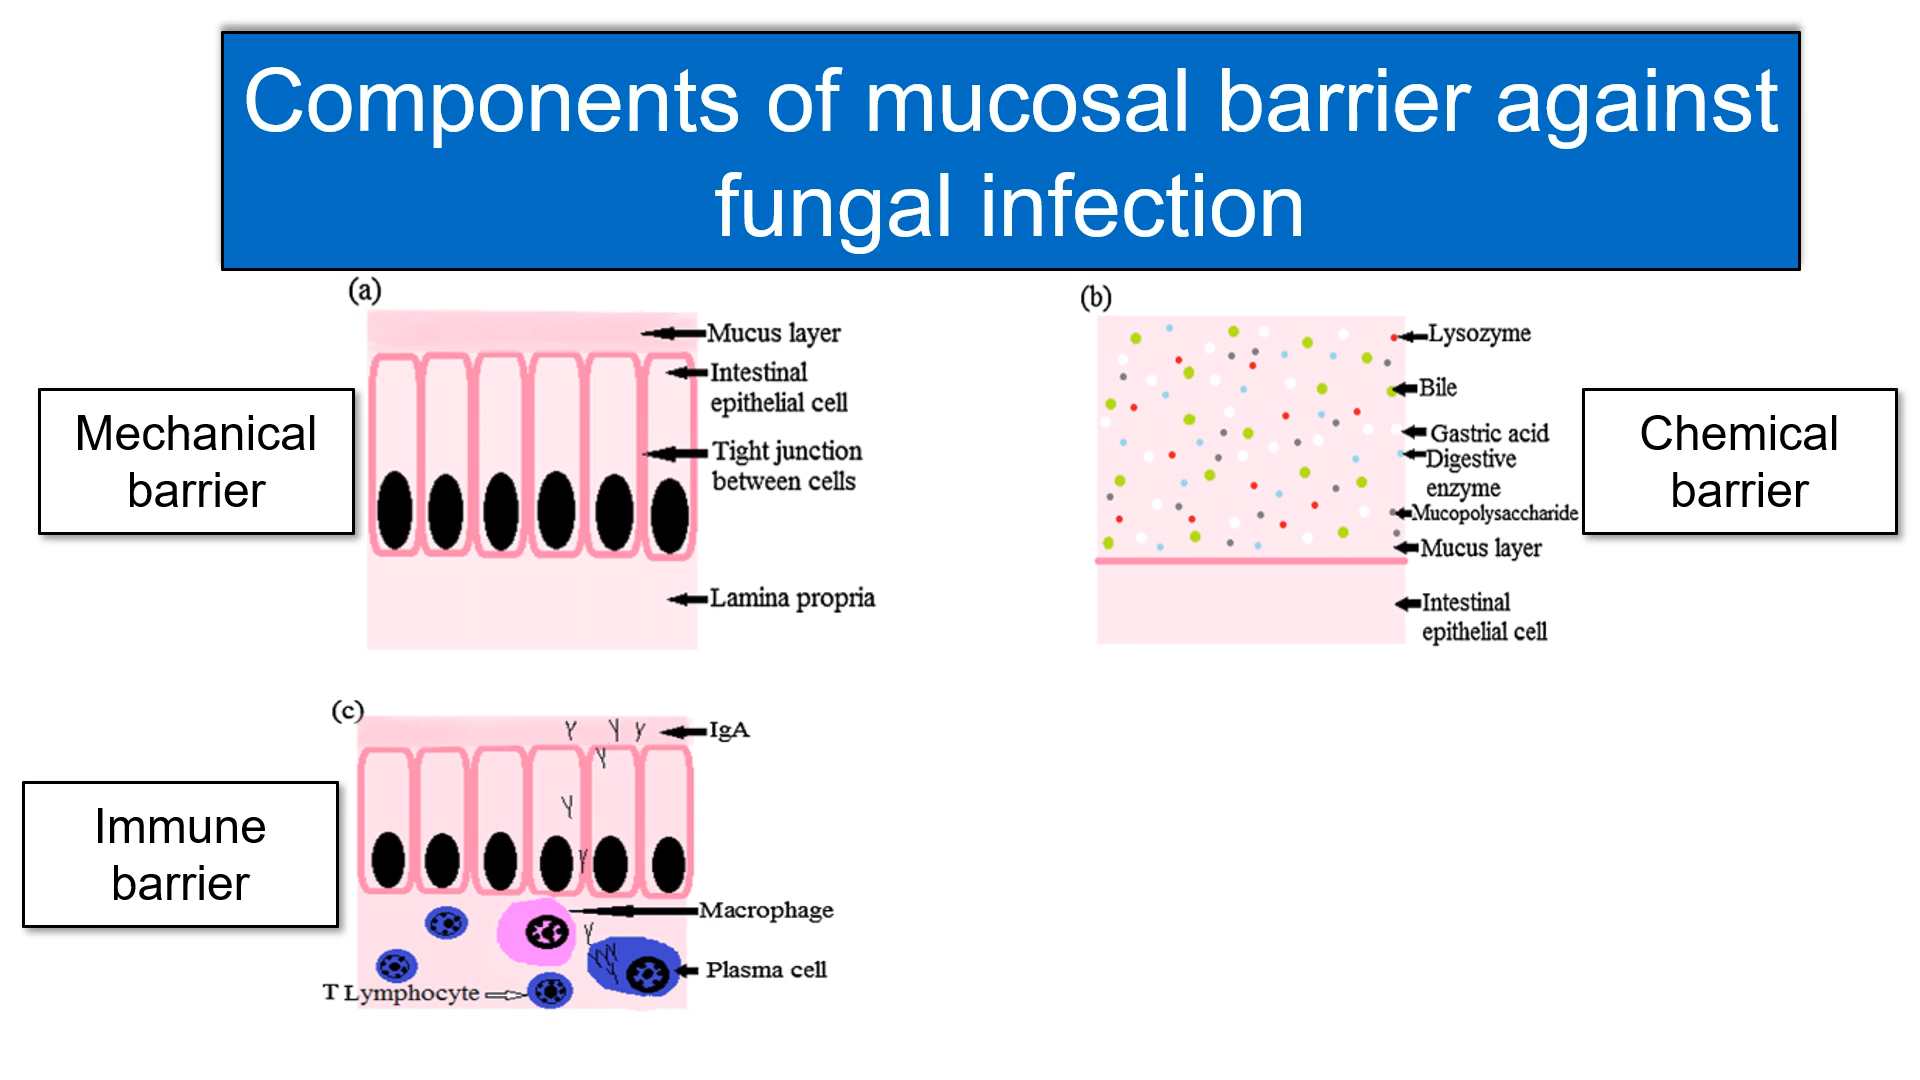 Components of mucosal barrier against
fungal infection
(a)
Mucus layer
Intestinal
epithelial cell
Tight junction
between cells
Lamina propria
Mechanical
barrier
(b)
Lysozyme
Bile
Gastric acid
Digestive
enzyme
Mucopolysaccharide
Mucus layer
Intestinal
epithelial cell
Chemical
barrier
(c)
IgA
Macrophage
Plasma cell
T Lymphocyte
Immune
barrier